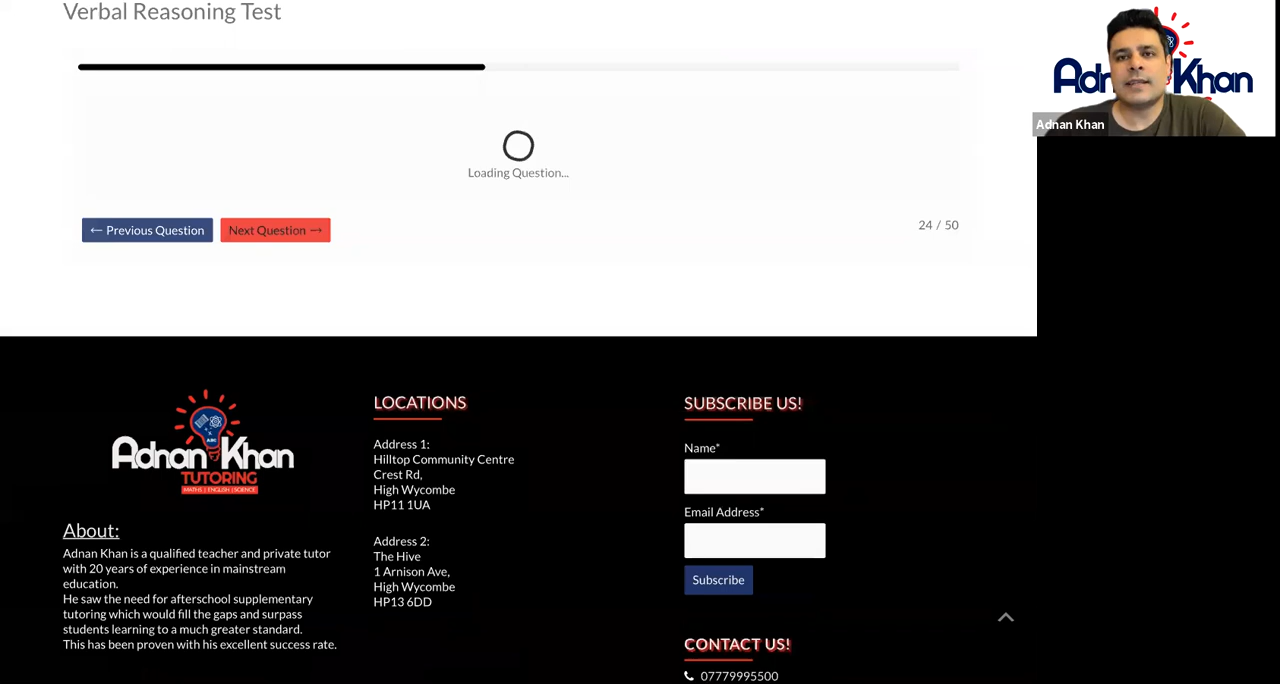 Verbal Reasoning Test
Adnan Khan
Loading Question...
← Previous Question
Next Question →
24 / 50
Adnan Khan
TUTORING
MATHS | ENGLISH | SCIENCE
About:
Adnan Khan is a qualified teacher and private tutor
with 20 years of experience in mainstream
education.
He saw the need for afterschool supplementary
tutoring which would fill the gaps and surpass
students learning to a much greater standard.
This has been proven with his excellent success rate.
LOCATIONS
Address 1:
Hilltop Community Centre
Crest Rd,
High Wycombe
HP11 1UA
Address 2:
The Hive
1 Arnison Ave,
High Wycombe
HP13 6DD
SUBSCRIBE US!
Name*
Email Address*
Subscribe
CONTACT US!
07779995500